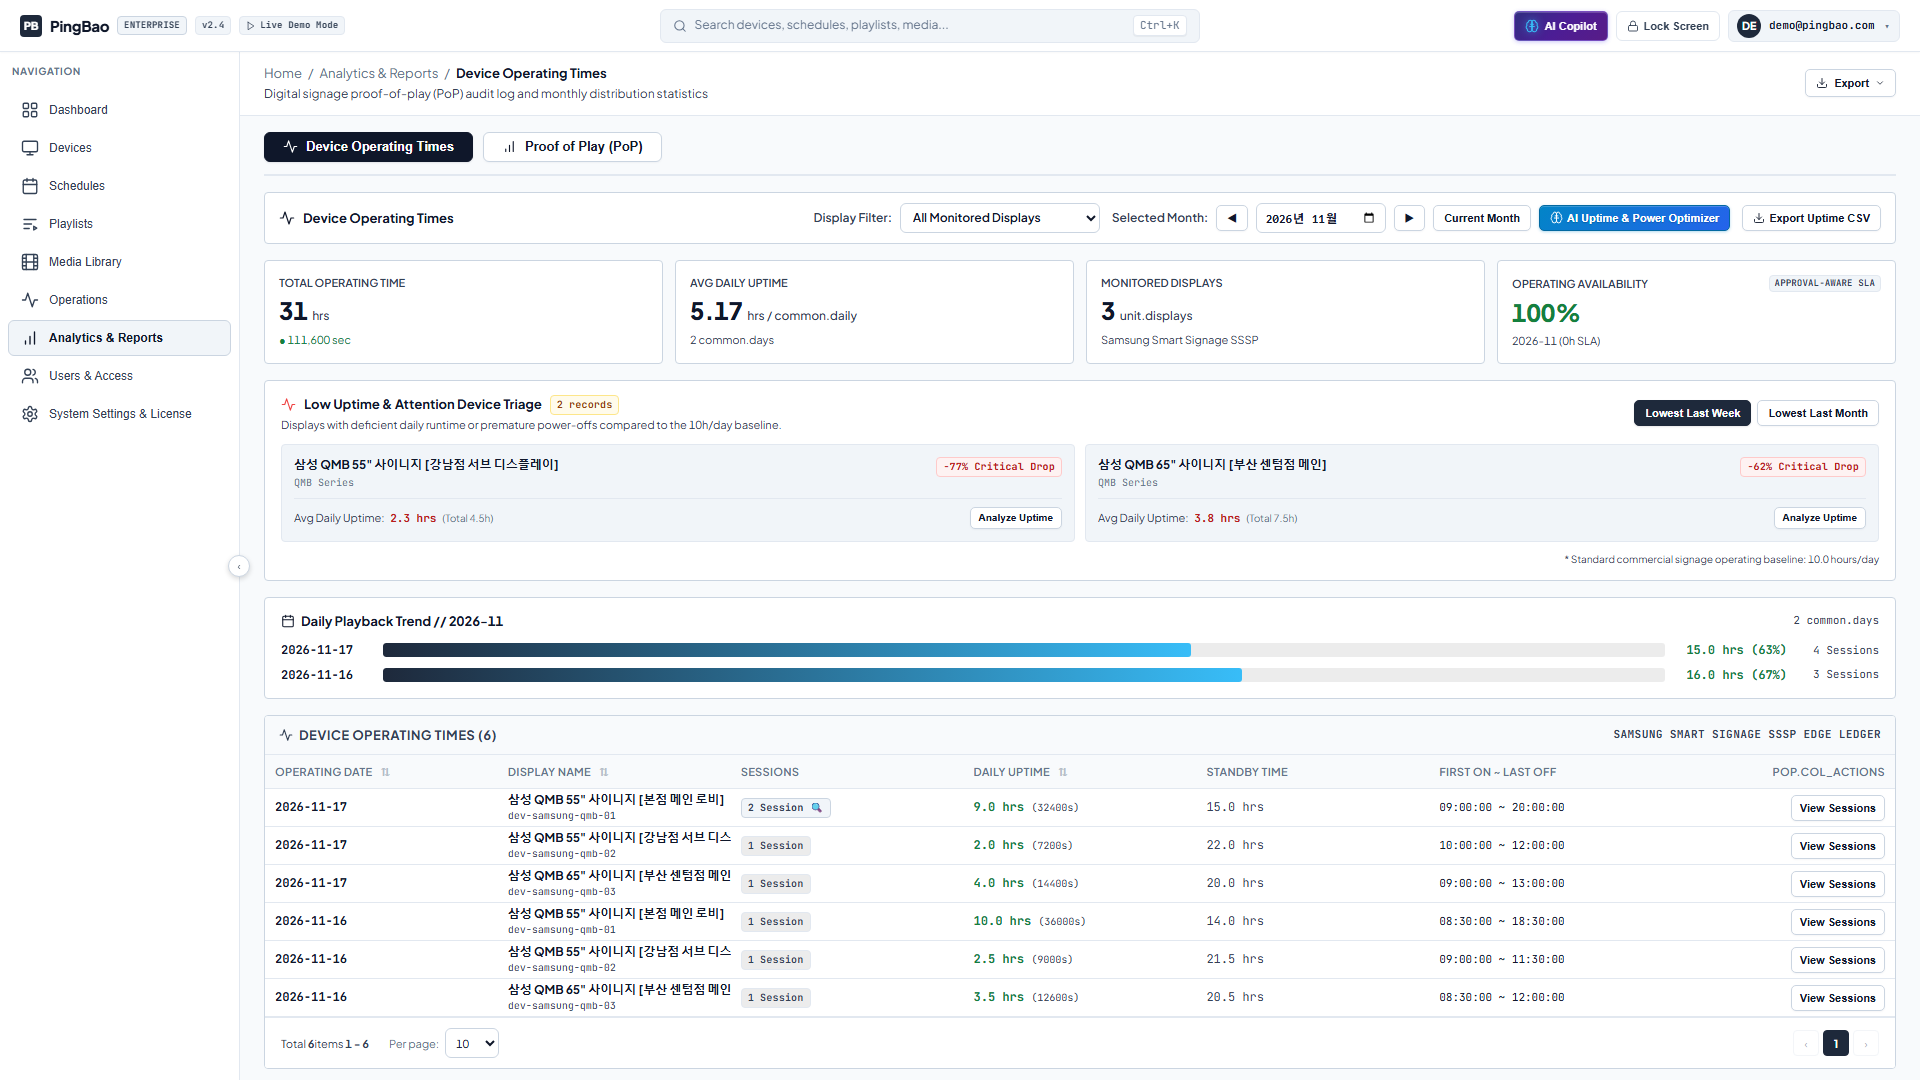 PB PingBao ENTERPRISE v2.4 Live Demo Mode
Search devices, schedules, playlists, media... Ctrl+K
AI Copilot Lock Screen DE demo@pingbao.com
NAVIGATION
Dashboard
Devices
Schedules
Playlists
Media Library
Operations
Analytics & Reports
Users & Access
System Settings & License
Home / Analytics & Reports / Device Operating Times
Digital signage proof-of-play (PoP) audit log and monthly distribution statistics
Export
Device Operating Times
Proof of Play (PoP)
Device Operating Times
Display Filter: All Monitored Displays
Selected Month: ◀ 2026년 11월 ▶ Current Month
AI Uptime & Power Optimizer
Export Uptime CSV
TOTAL OPERATING TIME
31 hrs
● 111,600 sec
AVG DAILY UPTIME
5.17 hrs / common.daily
2 common.days
MONITORED DISPLAYS
3 unit.displays
Samsung Smart Signage SSSP
OPERATING AVAILABILITY APPROVAL-AWARE SLA
100%
2026-11 (0h SLA)
Low Uptime & Attention Device Triage 2 records
Displays with deficient daily runtime or premature power-offs compared to the 10h/day baseline.
Lowest Last Week Lowest Last Month
삼성 QMB 55" 사이니지 [강남점 서브 디스플레이] -77% Critical Drop
QMB Series
Avg Daily Uptime: 2.3 hrs (Total 4.5h) Analyze Uptime
삼성 QMB 65" 사이니지 [부산 센텀점 메인] -62% Critical Drop
QMB Series
Avg Daily Uptime: 3.8 hrs (Total 7.5h) Analyze Uptime
* Standard commercial signage operating baseline: 10.0 hours/day
Daily Playback Trend // 2026-11 2 common.days
2026-11-17 15.0 hrs (63%) 4 Sessions
2026-11-16 16.0 hrs (67%) 3 Sessions
DEVICE OPERATING TIMES (6) SAMSUNG SMART SIGNAGE SSSP EDGE LEDGER
OPERATING DATE DISPLAY NAME SESSIONS DAILY UPTIME STANDBY TIME FIRST ON ~ LAST OFF POP.COL_ACTIONS
2026-11-17 삼성 QMB 55" 사이니지 [본점 메인 로비] 2 Session 9.0 hrs (32400s) 15.0 hrs 09:00:00 ~ 20:00:00 View Sessions
dev-samsung-qmb-01
2026-11-17 삼성 QMB 55" 사이니지 [강남점 서브 디스 1 Session 2.0 hrs (7200s) 22.0 hrs 10:00:00 ~ 12:00:00 View Sessions
dev-samsung-qmb-02
2026-11-17 삼성 QMB 65" 사이니지 [부산 센텀점 메인 1 Session 4.0 hrs (14400s) 20.0 hrs 09:00:00 ~ 13:00:00 View Sessions
dev-samsung-qmb-03
2026-11-16 삼성 QMB 55" 사이니지 [본점 메인 로비] 1 Session 10.0 hrs (36000s) 14.0 hrs 08:30:00 ~ 18:30:00 View Sessions
dev-samsung-qmb-01
2026-11-16 삼성 QMB 55" 사이니지 [강남점 서브 디스 1 Session 2.5 hrs (9000s) 21.5 hrs 09:00:00 ~ 11:30:00 View Sessions
dev-samsung-qmb-02
2026-11-16 삼성 QMB 65" 사이니지 [부산 센텀점 메인 1 Session 3.5 hrs (12600s) 20.5 hrs 08:30:00 ~ 12:00:00 View Sessions
dev-samsung-qmb-03
Total 6items 1 - 6 Per page: 10 ‹ 1 ›